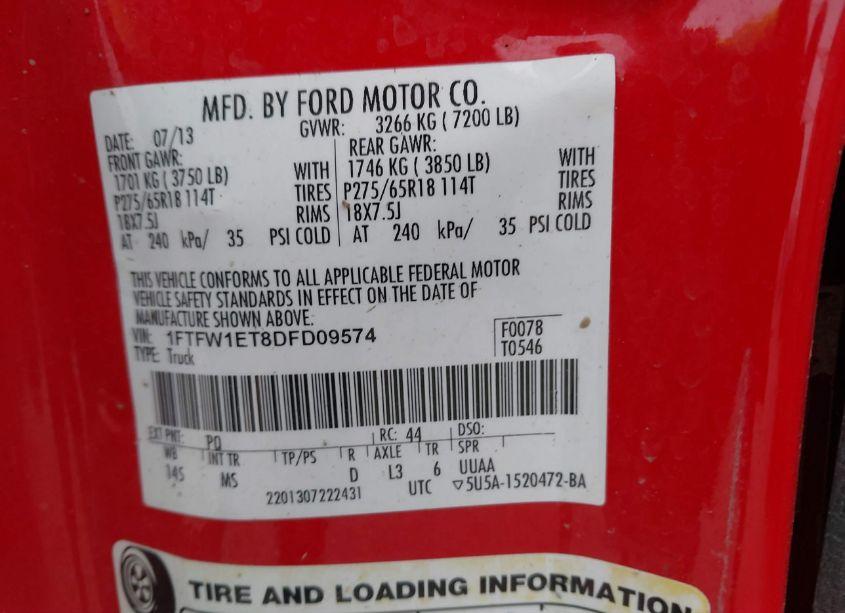 MFD. BY FORD MOTOR CO.
DATE: 07/13 GVWR: 3266 KG ( 7200 LB)
FRONT GAWR: REAR GAWR:
1701 KG ( 3750 LB) WITH 1746 KG ( 3850 LB) WITH
P275/65R18 114T TIRES P275/65R18 114T TIRES
18X7.5J RIMS 18X7.5J RIMS
AT 240 kPa/ 35 PSI COLD AT 240 kPa/ 35 PSI COLD
THIS VEHICLE CONFORMS TO ALL APPLICABLE FEDERAL MOTOR
VEHICLE SAFETY STANDARDS IN EFFECT ON THE DATE OF
MANUFACTURE SHOWN ABOVE.
VIN: 1FTFW1ET8DFD09574 F0078
TYPE: Truck T0546
EXT PNT: PQ RC: 44 DSO:
WB INT TR TP/PS R AXLE TR SPR
145 MS D L3 6 UUAA
2201307222431 UTC ▽5U5A-1520472-BA
TIRE AND LOADING INFORMATION